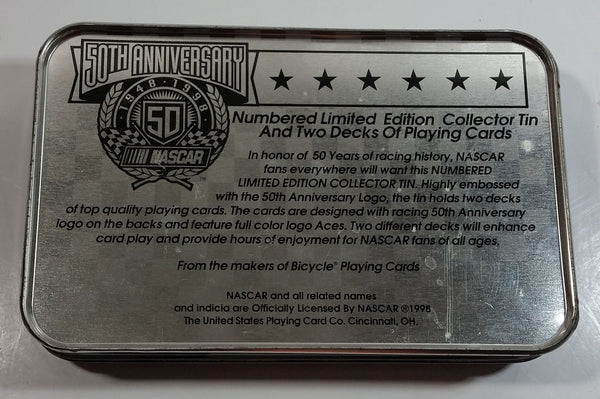 50TH ANNIVERSARY
1948-1998
50
NASCAR
TM
Numbered Limited Edition Collector Tin
And Two Decks Of Playing Cards
In honor of 50 Years of racing history, NASCAR
fans everywhere will want this NUMBERED
LIMITED EDITION COLLECTOR TIN. Highly embossed
with the 50th Anniversary Logo, the tin holds two decks
of top quality playing cards. The cards are designed with racing 50th Anniversary
logo on the backs and feature full color logo Aces. Two different decks will enhance
card play and provide hours of enjoyment for NASCAR fans of all ages.
From the makers of Bicycle® Playing Cards
NASCAR and all related names
and indicia are Officially Licensed By NASCAR ®1998
The United States Playing Card Co. Cincinnati, OH.